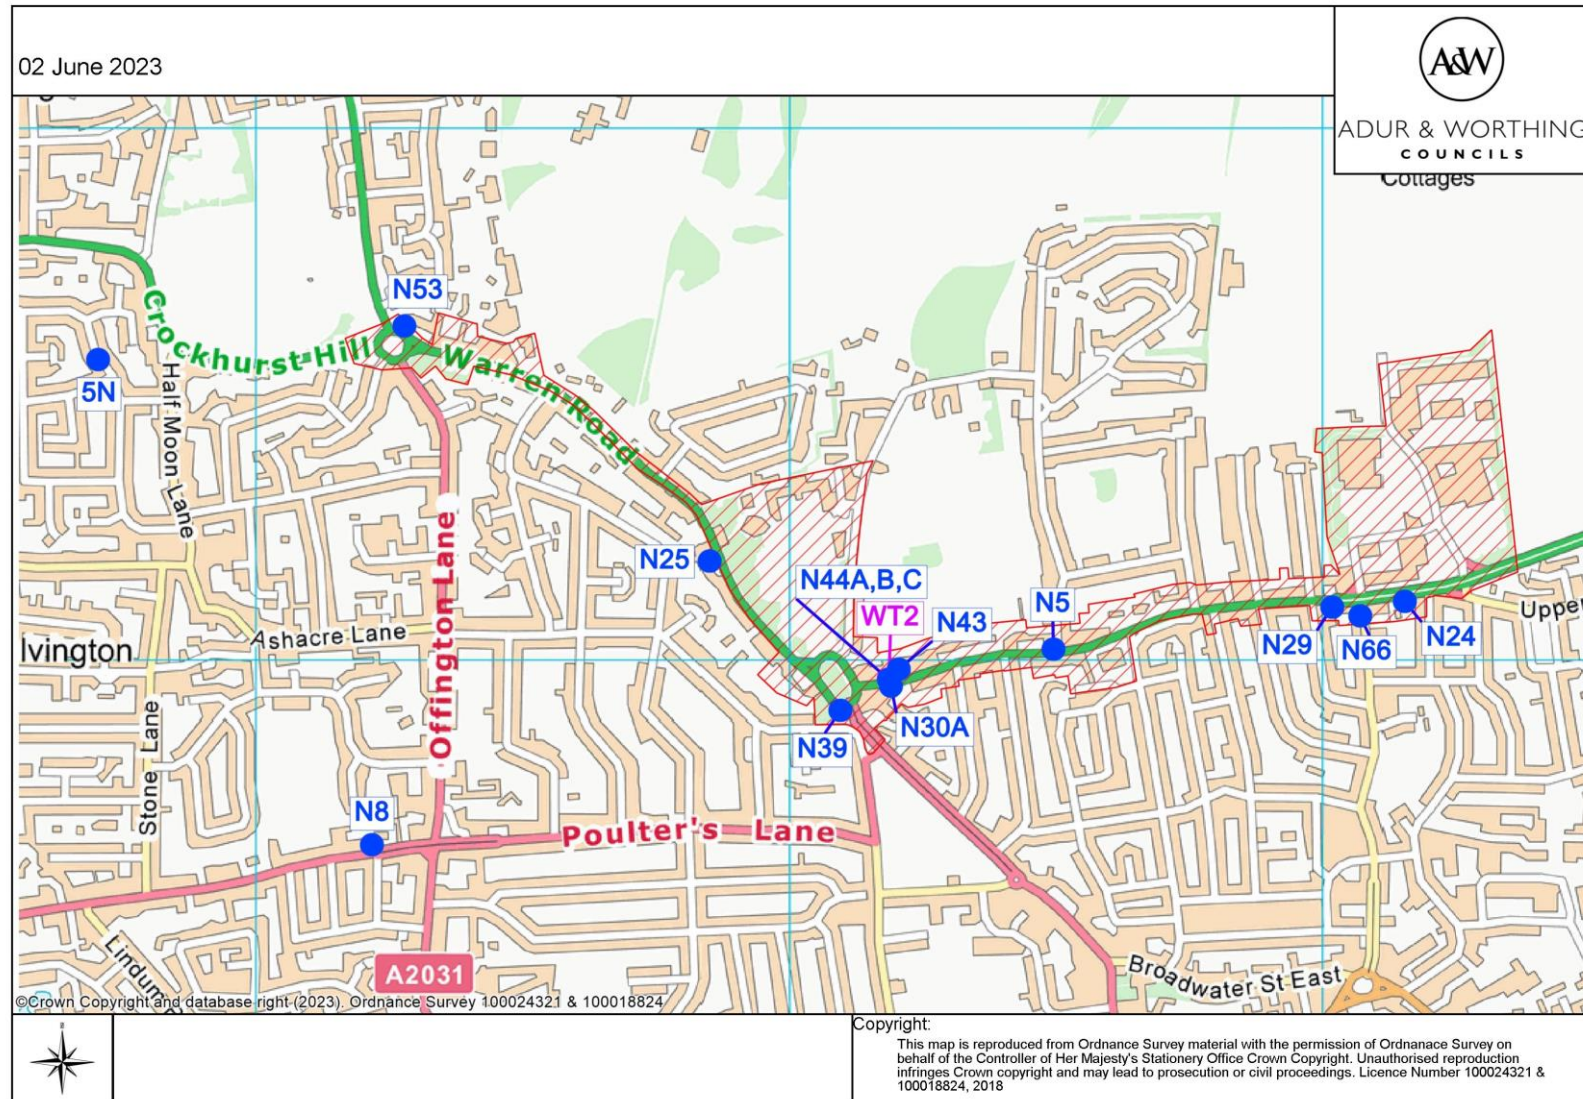 02 June 2023
A&W
ADUR & WORTHING
COUNCILS
Cottages
N53
Crockhurst Hill
Warren Road
5N
Half Moon Lane
N25
N44A,B,C
WT2
N43
N5
N29
N66
N24
Upper
Offington Lane
Ashacre Lane
lvington
Stone Lane
N39
N30A
N8
Poulter's Lane
A2031
Lindum
Broadwater St East
©Crown Copyright and database right (2023). Ordnance Survey 100024321 & 100018824
N
Copyright:
This map is reproduced from Ordnance Survey material with the permission of Ordnanace Survey on
behalf of the Controller of Her Majesty's Stationery Office Crown Copyright. Unauthorised reproduction
infringes Crown copyright and may lead to prosecution or civil proceedings. Licence Number 100024321 &
100018824, 2018